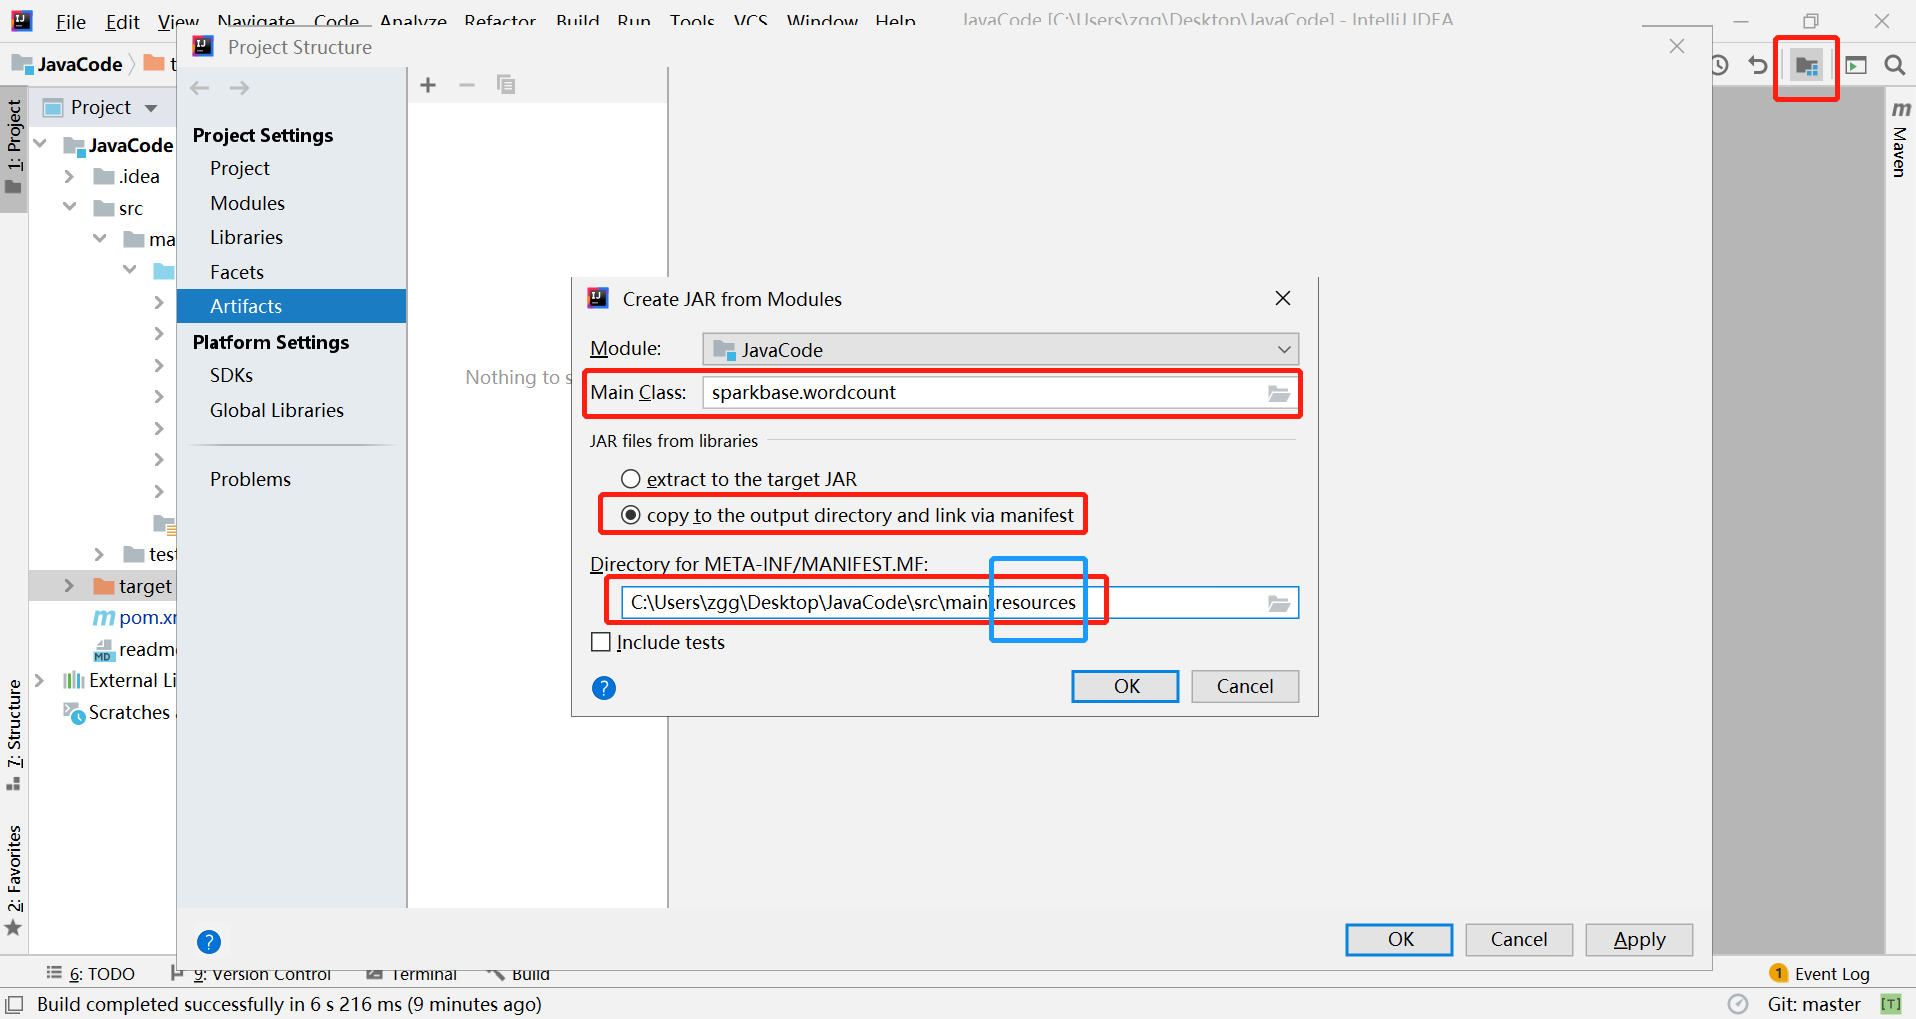 File Edit View Navigate Code Analyze Refactor Build Run Tools VCS Window Help JavaCode [C:\Users\zgg\Desktop\JavaCode] - IntelliJ IDEA
Project Structure
JavaCode
Project
1: Project
JavaCode
.idea
src
ma
tes
target
pom.xm
readm
External Li
Scratches
7: Structure
2: Favorites
Project Settings
Project
Modules
Libraries
Facets
Artifacts
Platform Settings
SDKs
Global Libraries
Problems
Nothing to s
Create JAR from Modules
Module: JavaCode
Main Class: sparkbase.wordcount
JAR files from libraries
extract to the target JAR
copy to the output directory and link via manifest
Directory for META-INF/MANIFEST.MF:
C:\Users\zgg\Desktop\JavaCode\src\main\resources
Include tests
? OK Cancel
? OK Cancel Apply
m Maven
6: TODO 9: Version Control Terminal Build 1 Event Log
Build completed successfully in 6 s 216 ms (9 minutes ago) Git: master [T]